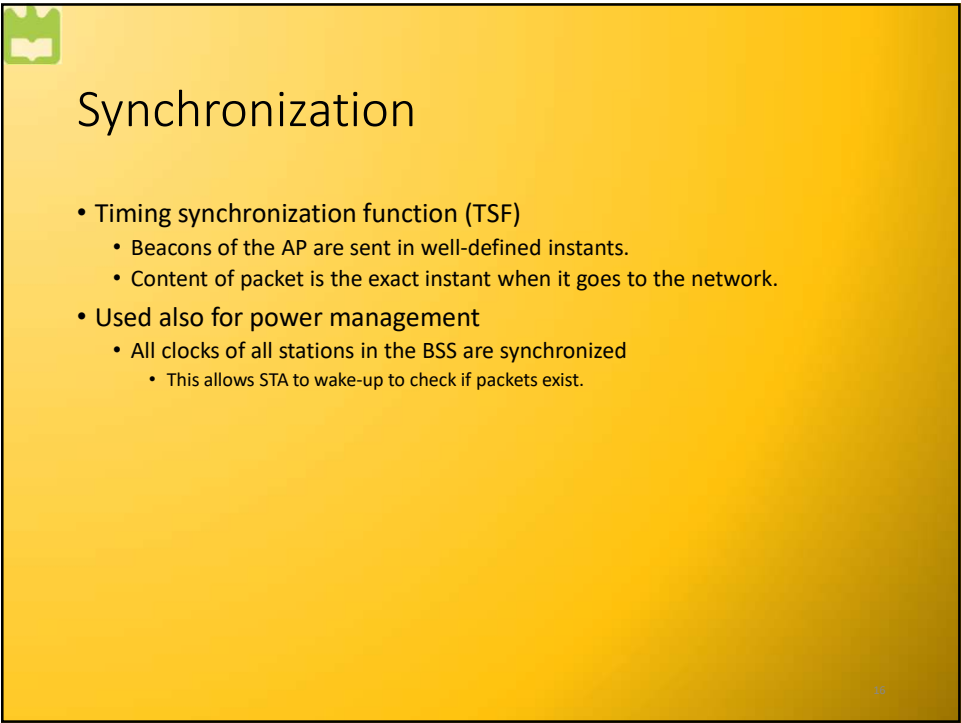 Synchronization
• Timing synchronization function (TSF)
• Beacons of the AP are sent in well-defined instants.
• Content of packet is the exact instant when it goes to the network.
• Used also for power management
• All clocks of all stations in the BSS are synchronized
• This allows STA to wake-up to check if packets exist.